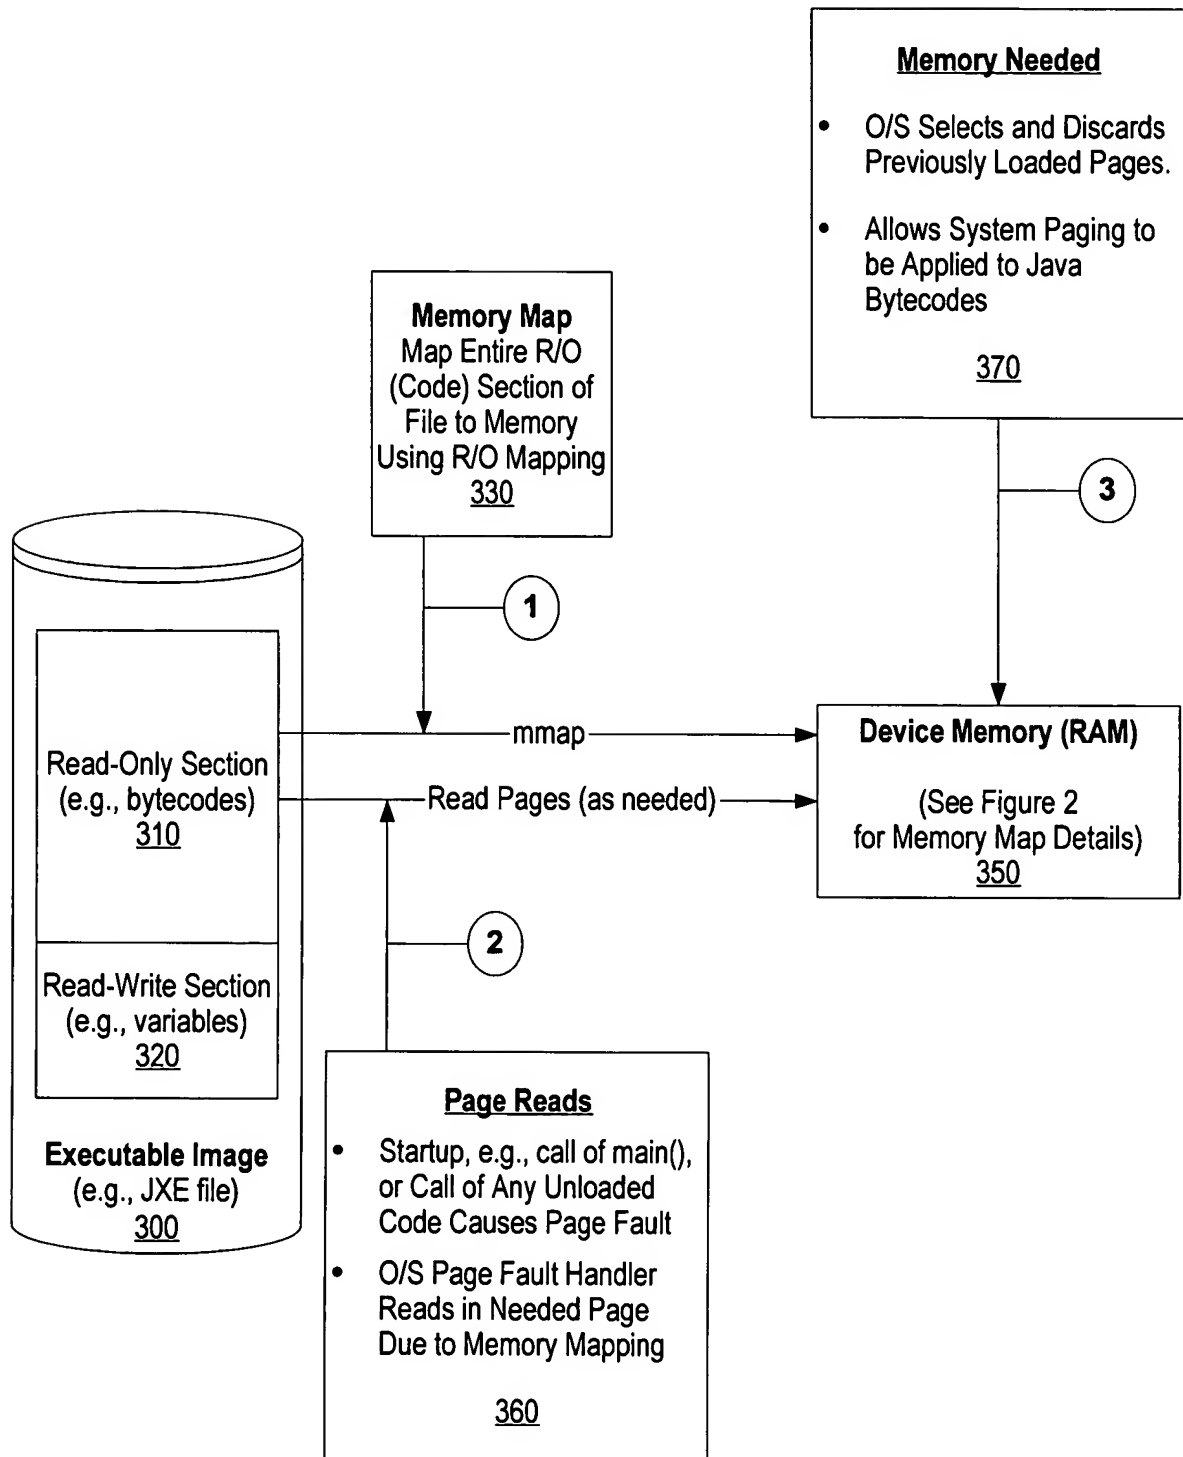 Memory Needed
• O/S Selects and Discards
Previously Loaded Pages.
• Allows System Paging to
be Applied to Java
Bytecodes
370
Memory Map
Map Entire R/O
(Code) Section of
File to Memory
Using R/O Mapping
330
3
1
mmap
Read Pages (as needed)
Device Memory (RAM)
(See Figure 2
for Memory Map Details)
350
Read-Only Section
(e.g., bytecodes)
310
2
Read-Write Section
(e.g., variables)
320
Executable Image
(e.g., JXE file)
300
Page Reads
• Startup, e.g., call of main(),
or Call of Any Unloaded
Code Causes Page Fault
• O/S Page Fault Handler
Reads in Needed Page
Due to Memory Mapping
360